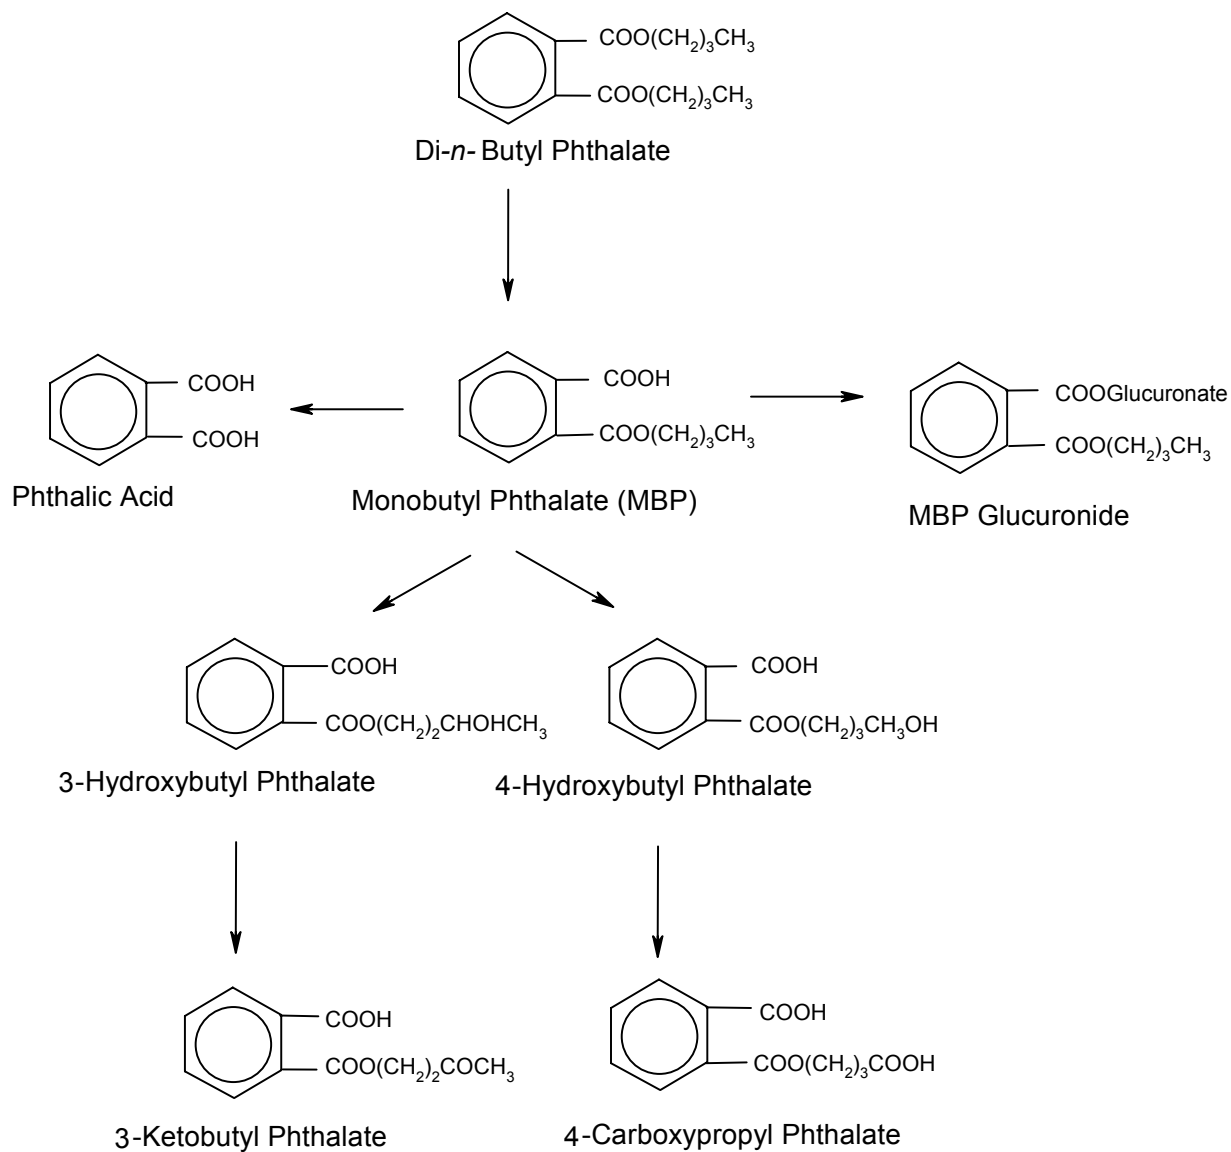 COO(CH₂)₃CH₃
COO(CH₂)₃CH₃
Di-n- Butyl Phthalate
COOH
COOH
Phthalic Acid
COOH
COO(CH₂)₃CH₃
Monobutyl Phthalate (MBP)
COOGlucuronate
COO(CH₂)₃CH₃
MBP Glucuronide
COOH
COO(CH₂)₂CHOHCH₃
3-Hydroxybutyl Phthalate
COOH
COO(CH₂)₃CH₃OH
4-Hydroxybutyl Phthalate
COOH
COO(CH₂)₂COCH₃
3-Ketobutyl Phthalate
COOH
COO(CH₂)₃COOH
4-Carboxypropyl Phthalate